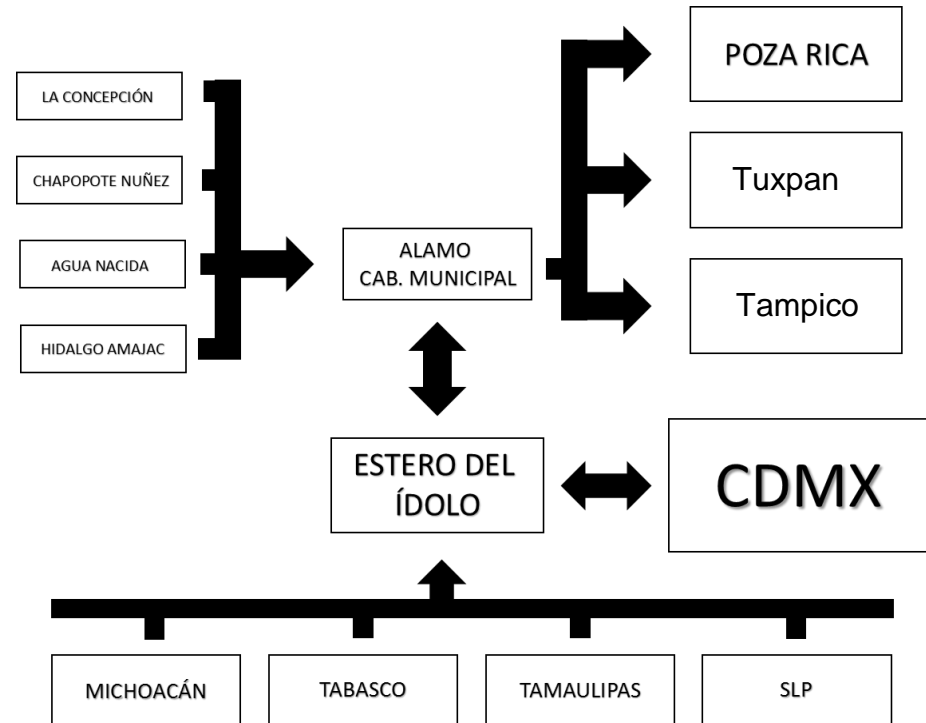 POZA RICA
LA CONCEPCIÓN
CHAPOPOTE NUÑEZ
Tuxpan
AGUA NACIDA
ALAMO
CAB. MUNICIPAL
Tampico
HIDALGO AMAJAC
ESTERO DEL
ÍDOLO
CDMX
MICHOACÁN
TABASCO
TAMAULIPAS
SLP